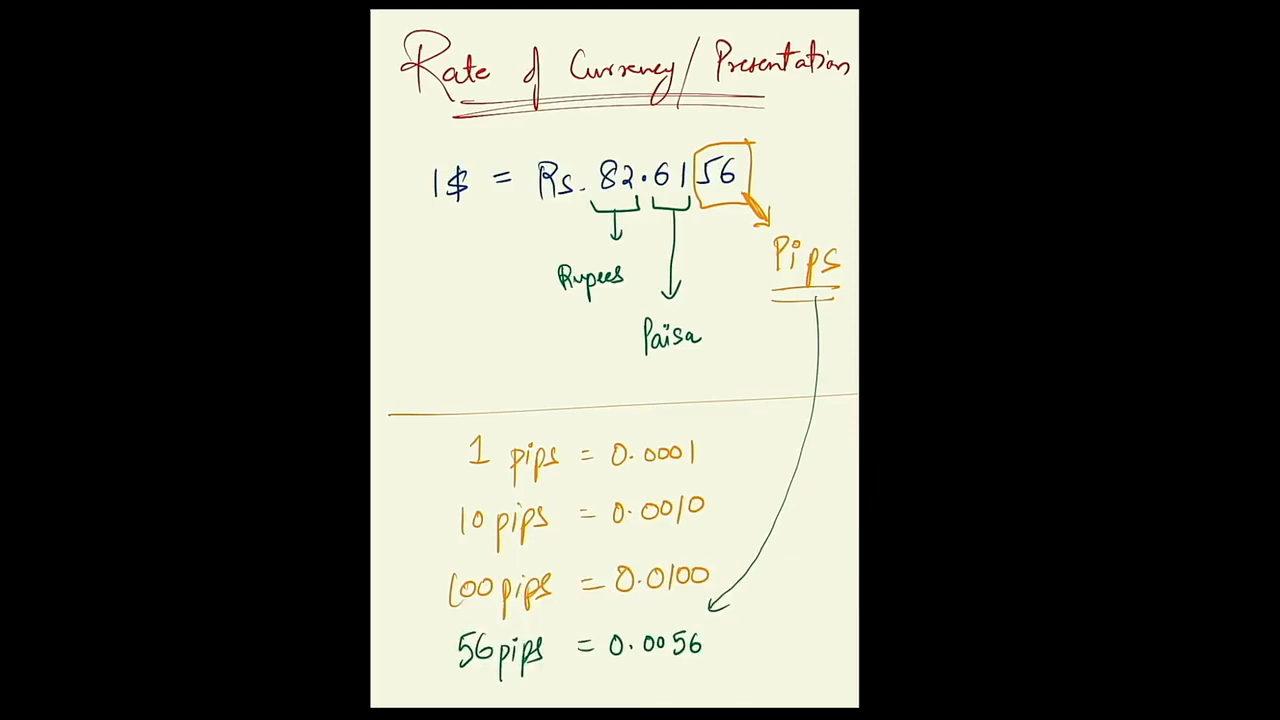 Rate of Currency/Presentation
1$ = Rs. 82.6156
Pips
Rupees
Paisa
1 pips = 0.0001
10 pips = 0.0010
100 pips = 0.0100
56 pips = 0.0056